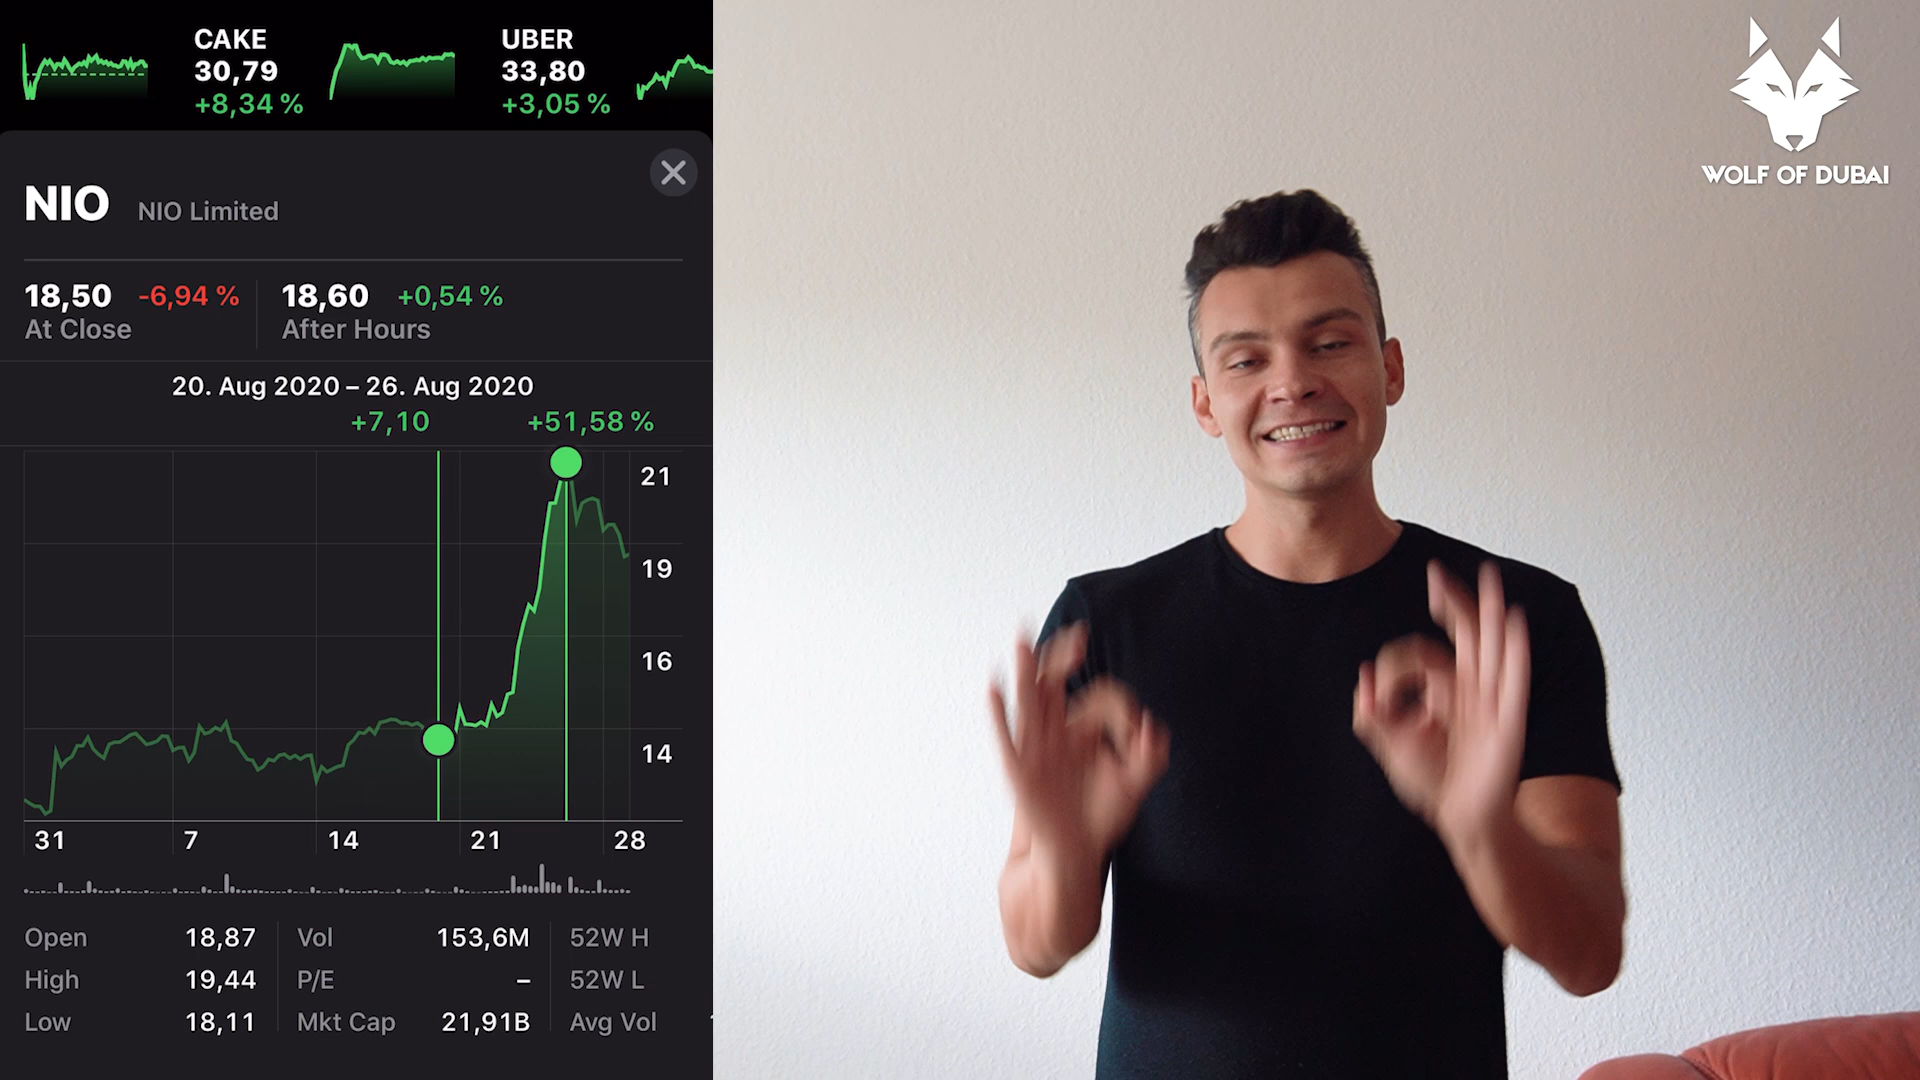 CAKE
30,79
+8,34 %
UBER
33,80
+3,05 %
NIO NIO Limited
18,50 -6,94 % 18,60 +0,54 %
At Close After Hours
20. Aug 2020 – 26. Aug 2020
+7,10 +51,58 %
21
19
16
14
31 7 14 21 28
Open 18,87 Vol 153,6M 52W H
High 19,44 P/E – 52W L
Low 18,11 Mkt Cap 21,91B Avg Vol
WOLF OF DUBAI